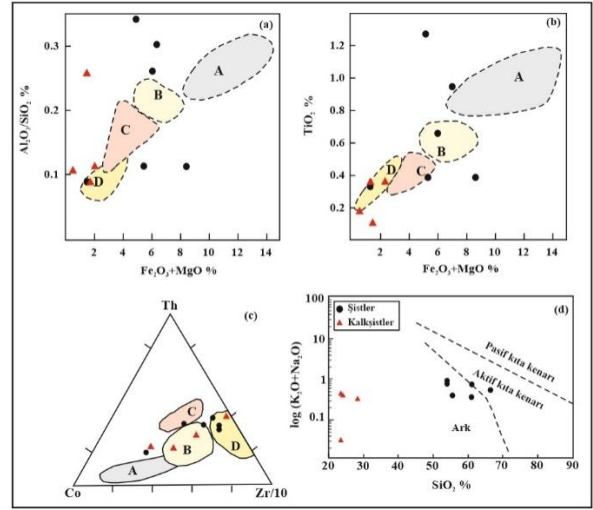 (a)
0.3
0.2
0.1
Al₂O₃/SiO₂ %
A
B
C
D
2 4 6 8 10 12 14
Fe₂O₃+MgO %
(b)
1.2
1.0
0.8
0.6
0.4
0.2
TiO₂ %
A
B
C
D
2 4 6 8 10 12 14
Fe₂O₃+MgO %
(c)
Th
Co
Zr/10
A
B
C
D
(d)
100
10
1
0.1
log (K₂O+Na₂O)
Şistler
Kalkşistler
Pasif kıta kenarı
Aktif kıta kenarı
Ark
20 30 40 50 60 70 80 90
SiO₂ %